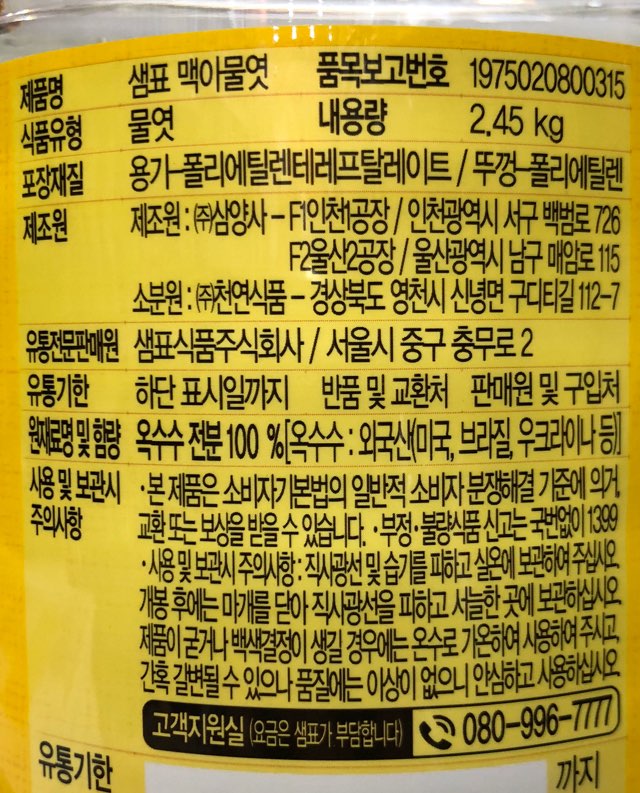 제품명 샘표 맥아물엿 품목보고번호 1975020800315
식품유형 물엿 내용량 2.45 kg
포장재질 용기-폴리에틸렌테레프탈레이트 / 뚜껑-폴리에틸렌
제조원 제조원 : ㈜삼양사 - F1인천1공장 / 인천광역시 서구 백범로 726
F2울산2공장 / 울산광역시 남구 매암로 115
소분원 : ㈜천연식품 - 경상북도 영천시 신녕면 구디티길 112-7
유통전문판매원 샘표식품주식회사 / 서울시 중구 충무로 2
유통기한 하단 표시일까지 반품 및 교환처 판매원 및 구입처
원재료명 및 함량 옥수수 전분 100 %[옥수수 : 외국산(미국, 브라질, 우크라이나 등)]
사용 및 보관시 ·본 제품은 소비자기본법의 일반적 소비자 분쟁해결 기준에 의거,
주의사항 교환 또는 보상을 받을 수 있습니다. ·부정·불량식품 신고는 국번없이 1399
·사용 및 보관시 주의사항 : 직사광선 및 습기를 피하고 실온에 보관하여 주십시오.
개봉 후에는 마개를 닫아 직사광선을 피하고 서늘한 곳에 보관하십시오.
제품이 굳거나 백색결정이 생길 경우에는 온수로 가온하여 사용하여 주시고,
간혹 갈변될 수 있으나 품질에는 이상이 없으니 안심하고 사용하십시오.
고객지원실 (요금은 샘표가 부담합니다) 080-996-7777
유통기한 까지